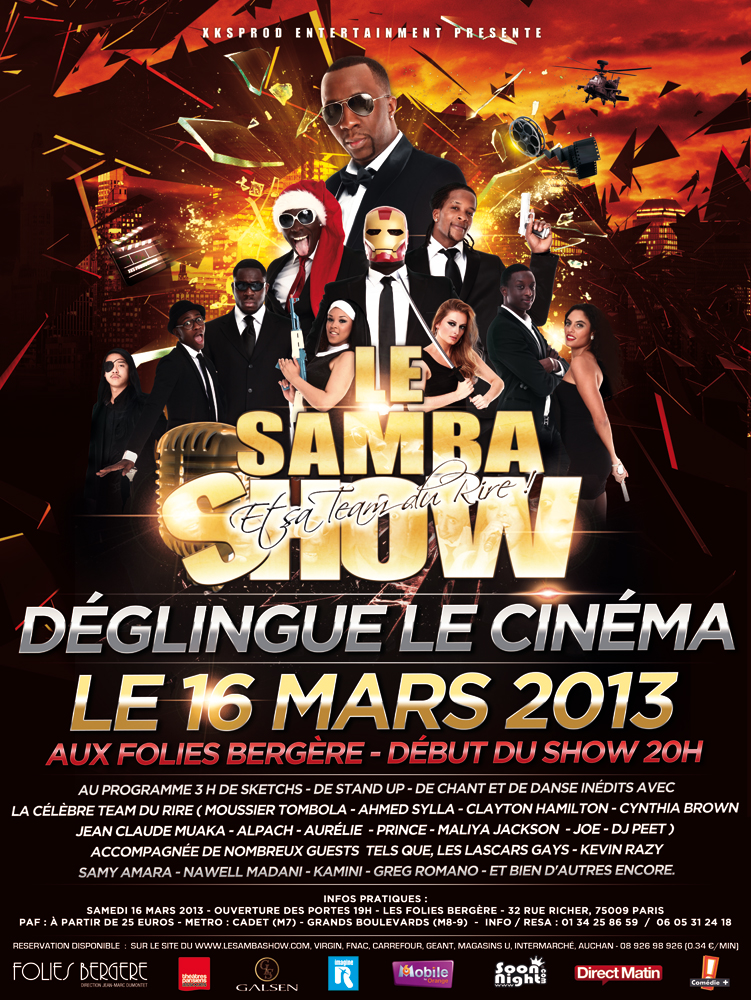 XKSPROD ENTERTAINMENT PRESENTE
LE
SAMBA
SHOW
Et sa Team du Rire !
DÉGLINGUE LE CINÉMA
LE 16 MARS 2013
AUX FOLIES BERGÈRE - DÉBUT DU SHOW 20H
AU PROGRAMME 3 H DE SKETCHS - DE STAND UP - DE CHANT ET DE DANSE INÉDITS AVEC
LA CÉLÈBRE TEAM DU RIRE ( MOUSSIER TOMBOLA - AHMED SYLLA - CLAYTON HAMILTON - CYNTHIA BROWN
JEAN CLAUDE MUAKA - ALPACH - AURÉLIE - PRINCE - MALIYA JACKSON - JOE - DJ PEET )
ACCOMPAGNÉE DE NOMBREUX GUESTS TELS QUE, LES LASCARS GAYS - KEVIN RAZY
SAMY AMARA - NAWELL MADANI - KAMINI - GREG ROMANO - ET BIEN D'AUTRES ENCORE.
INFOS PRATIQUES :
SAMEDI 16 MARS 2013 - OUVERTURE DES PORTES 19H - LES FOLIES BERGÈRE - 32 RUE RICHER, 75009 PARIS
PAF : À PARTIR DE 25 EUROS - METRO : CADET (M7) - GRANDS BOULEVARDS (M8-9) - INFO / RESA : 01 34 25 86 59 / 06 05 31 24 18
RESERVATION DISPONIBLE : SUR LE SITE DU WWW.LESAMBASHOW.COM, VIRGIN, FNAC, CARREFOUR, GEANT, MAGASINS U, INTERMARCHÉ, AUCHAN - 08 926 98 926 (0.34 €/MIN)
FOLIES BERGÈRE
DIRECTION JEAN-MARC DUMONTET
théâtres parisiens
GALSEN
imagine R
Mobile by Orange
Soon Night.com
Direct Matin
Comédie +